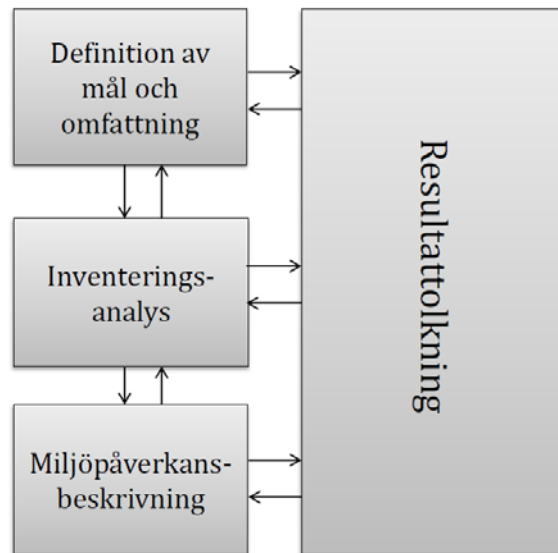 Definition av
mål och
omfattning
Inventerings-
analys
Miljöpåverkans-
beskrivning
Resultattolkning